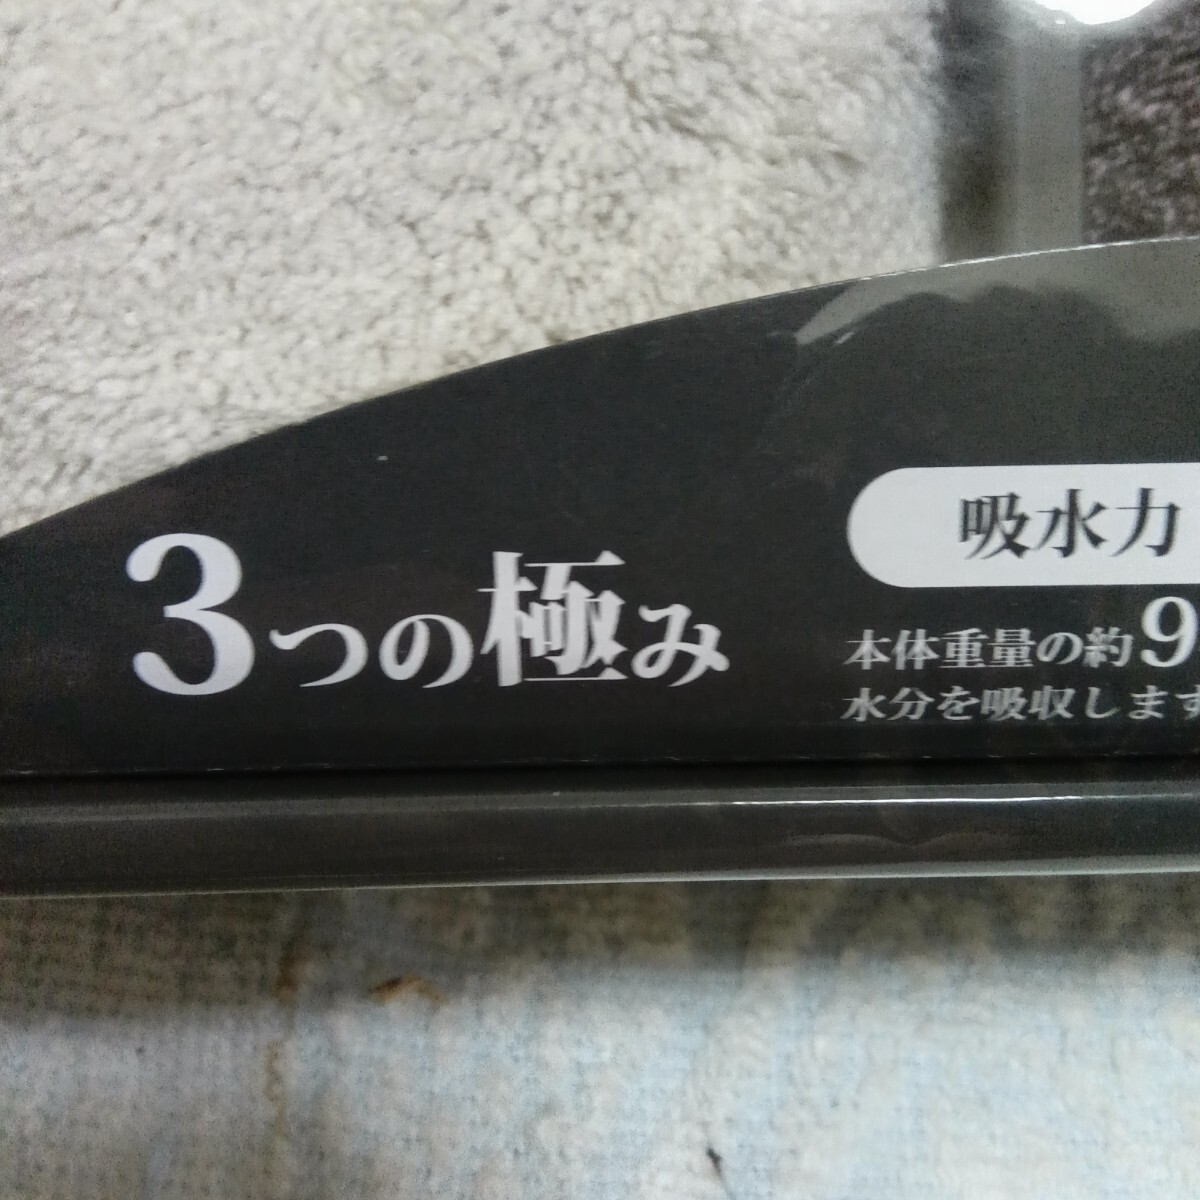 3つの極み
吸水力
本体重量の約9
水分を吸収します